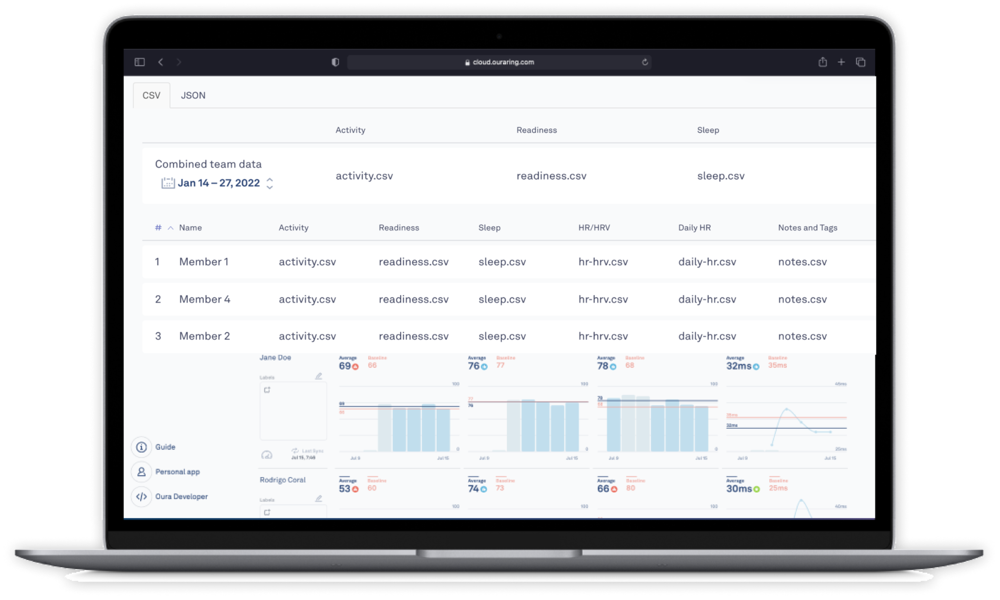 cloud.ouraring.com
CSV JSON
Activity Readiness Sleep
Combined team data
Jan 14 – 27, 2022
activity.csv readiness.csv sleep.csv
# Name Activity Readiness Sleep HR/HRV Daily HR Notes and Tags
1 Member 1 activity.csv readiness.csv sleep.csv hr-hrv.csv daily-hr.csv notes.csv
2 Member 4 activity.csv readiness.csv sleep.csv hr-hrv.csv daily-hr.csv notes.csv
3 Member 2 activity.csv readiness.csv sleep.csv hr-hrv.csv daily-hr.csv notes.csv
Jane Doe Average Baseline Average Baseline Average Baseline Average Baseline
69 66 76 77 78 68 32ms 35ms
Labels
100 100 100
77
69 76
66
35ms
32ms
0 0 0 25ms
Last Sync
Jul 15, 7:46
Jul 9 Jul 15 Jul 9 Jul 15 Jul 9 Jul 15 Jul 9 Jul 15
Guide
Personal app
Oura Developer
Rodrigo Coral Average Baseline Average Baseline Average Baseline Average Baseline
53 60 74 73 66 80 30ms 25ms
Labels
100 100 100 40ms